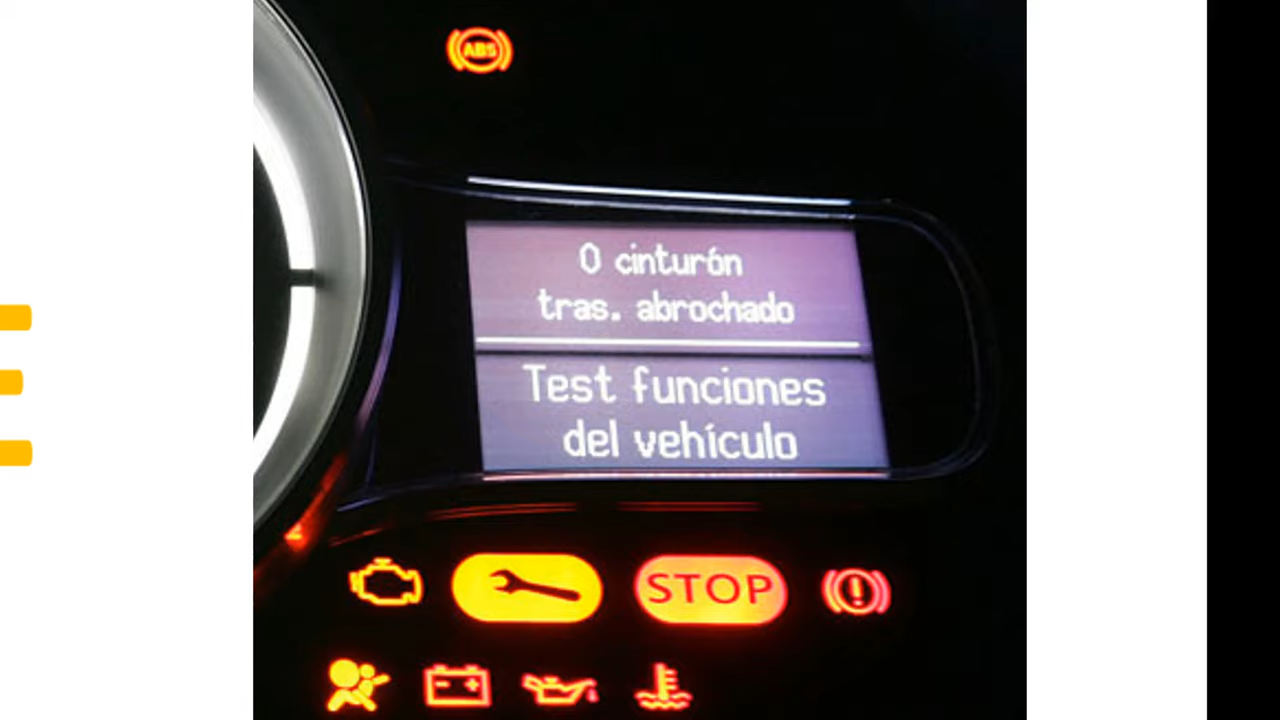 ABS
0 cinturón
tras. abrochado
Test funciones
del vehículo
STOP